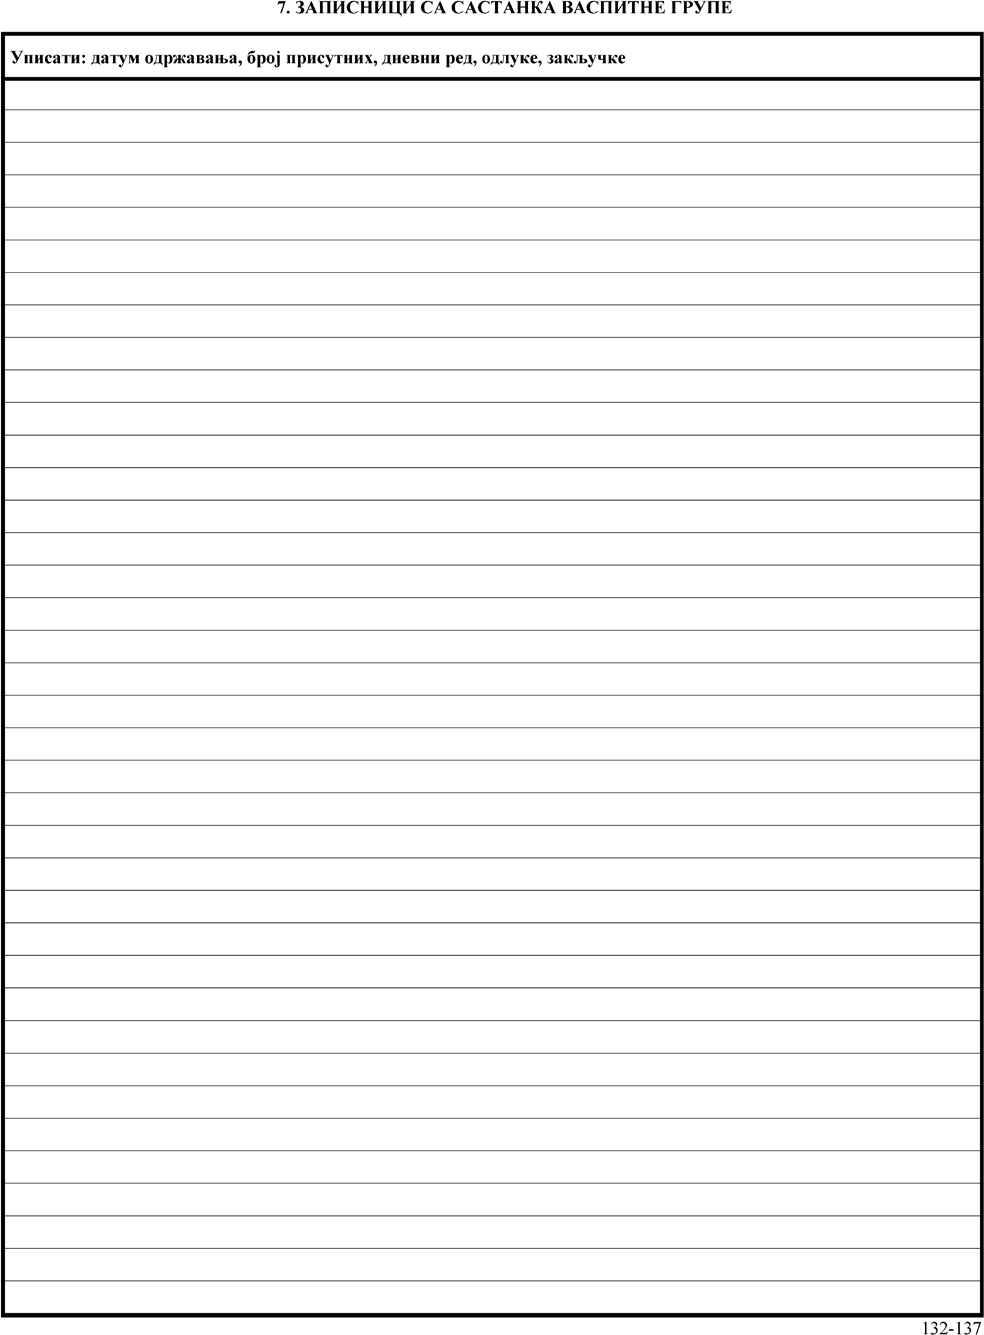 7. ЗАПИСНИЦИ СА САСТАНКА ВАСПИТНЕ ГРУПЕ
Уписати: датум одржавања, број присутних, дневни ред, одлуке, закључке
132-137